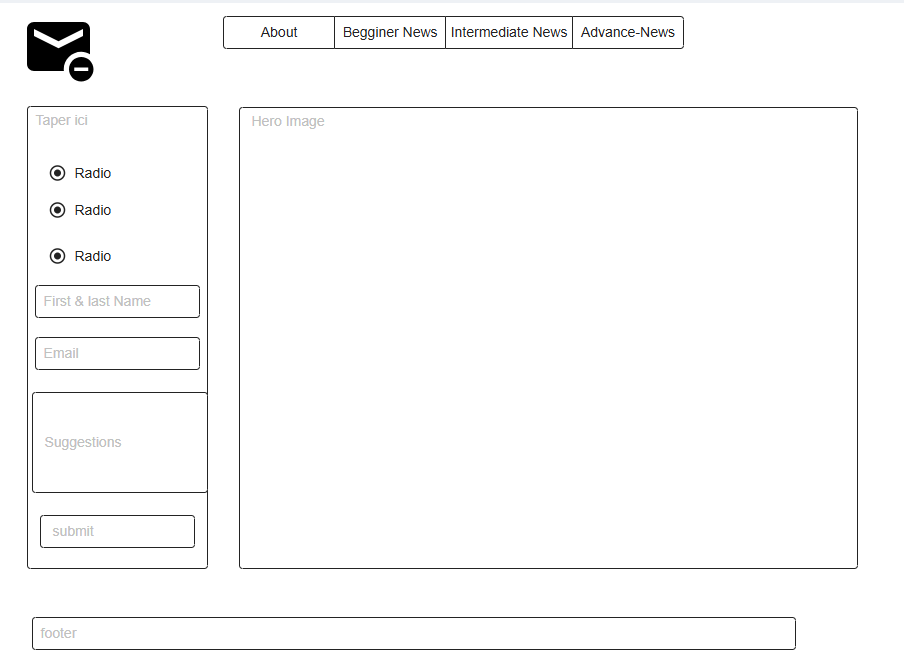 About
Begginer News
Intermediate News
Advance-News
Taper ici
Radio
Radio
Radio
First & last Name
Email
Suggestions
submit
Hero Image
footer